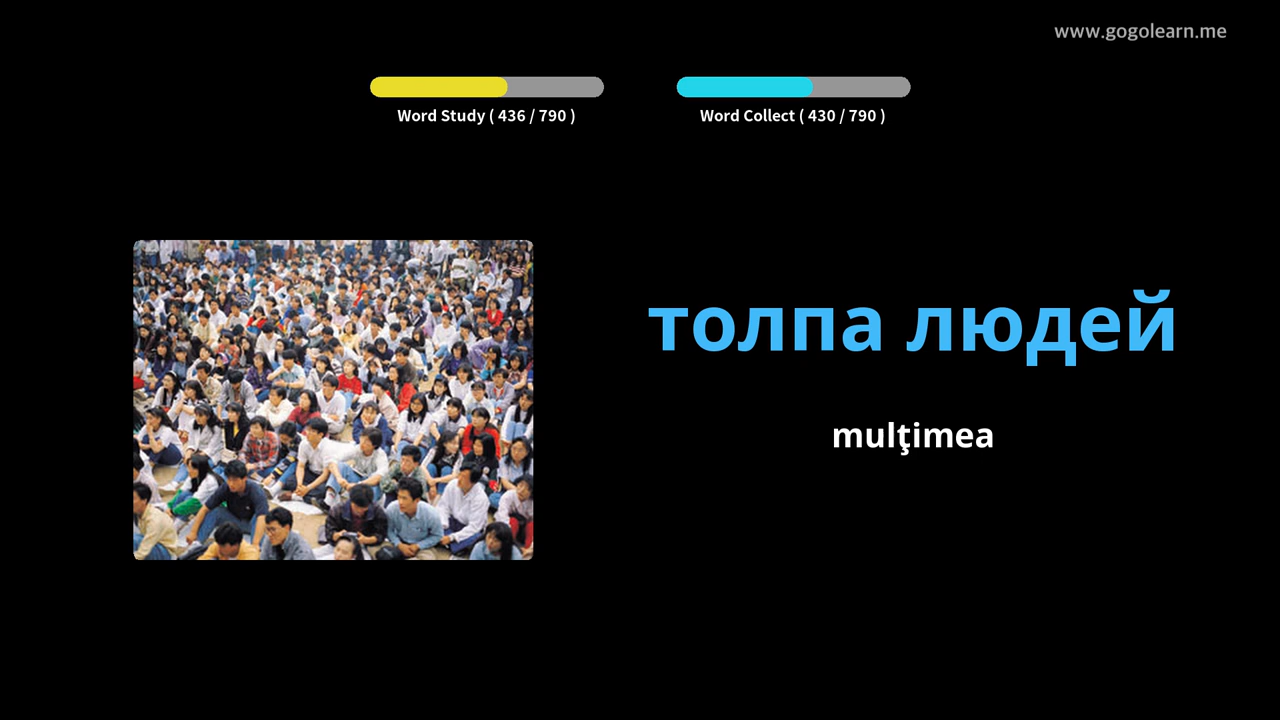 www.gogolearn.me
Word Study ( 436 / 790 )
Word Collect ( 430 / 790 )
толпа людей
mulţimea